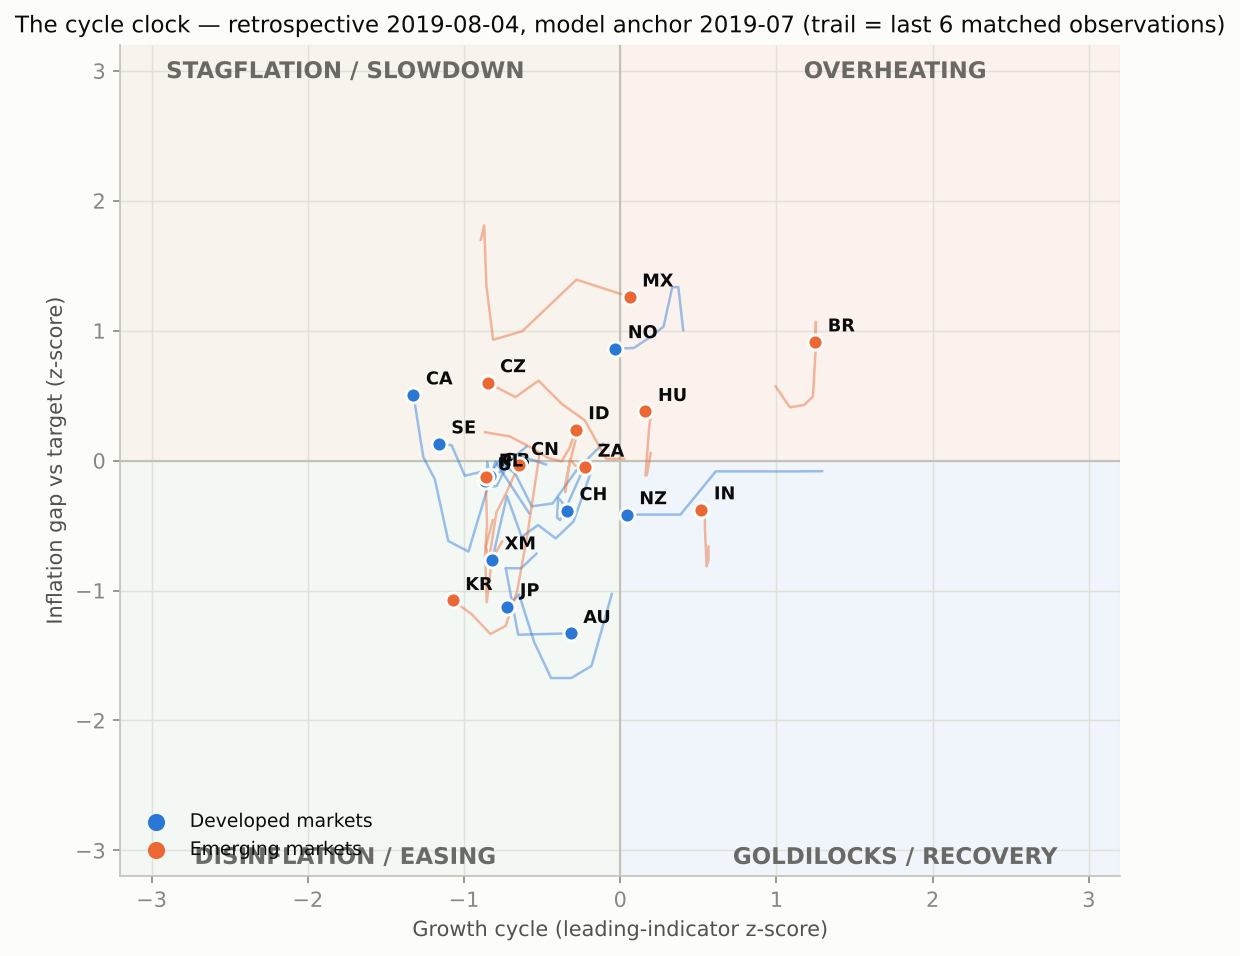 The cycle clock — retrospective 2019-08-04, model anchor 2019-07 (trail = last 6 matched observations)
STAGFLATION / SLOWDOWN
OVERHEATING
3
2
1
0
−1
−2
−3
Inflation gap vs target (z-score)
MX
NO
BR
CZ
CA
HU
ID
SE
CN
ZA
CH
NZ
IN
XM
KR
JP
AU
Developed markets
Emerging markets
DISINFLATION / EASING
GOLDILOCKS / RECOVERY
−3
−2
−1
0
1
2
3
Growth cycle (leading-indicator z-score)